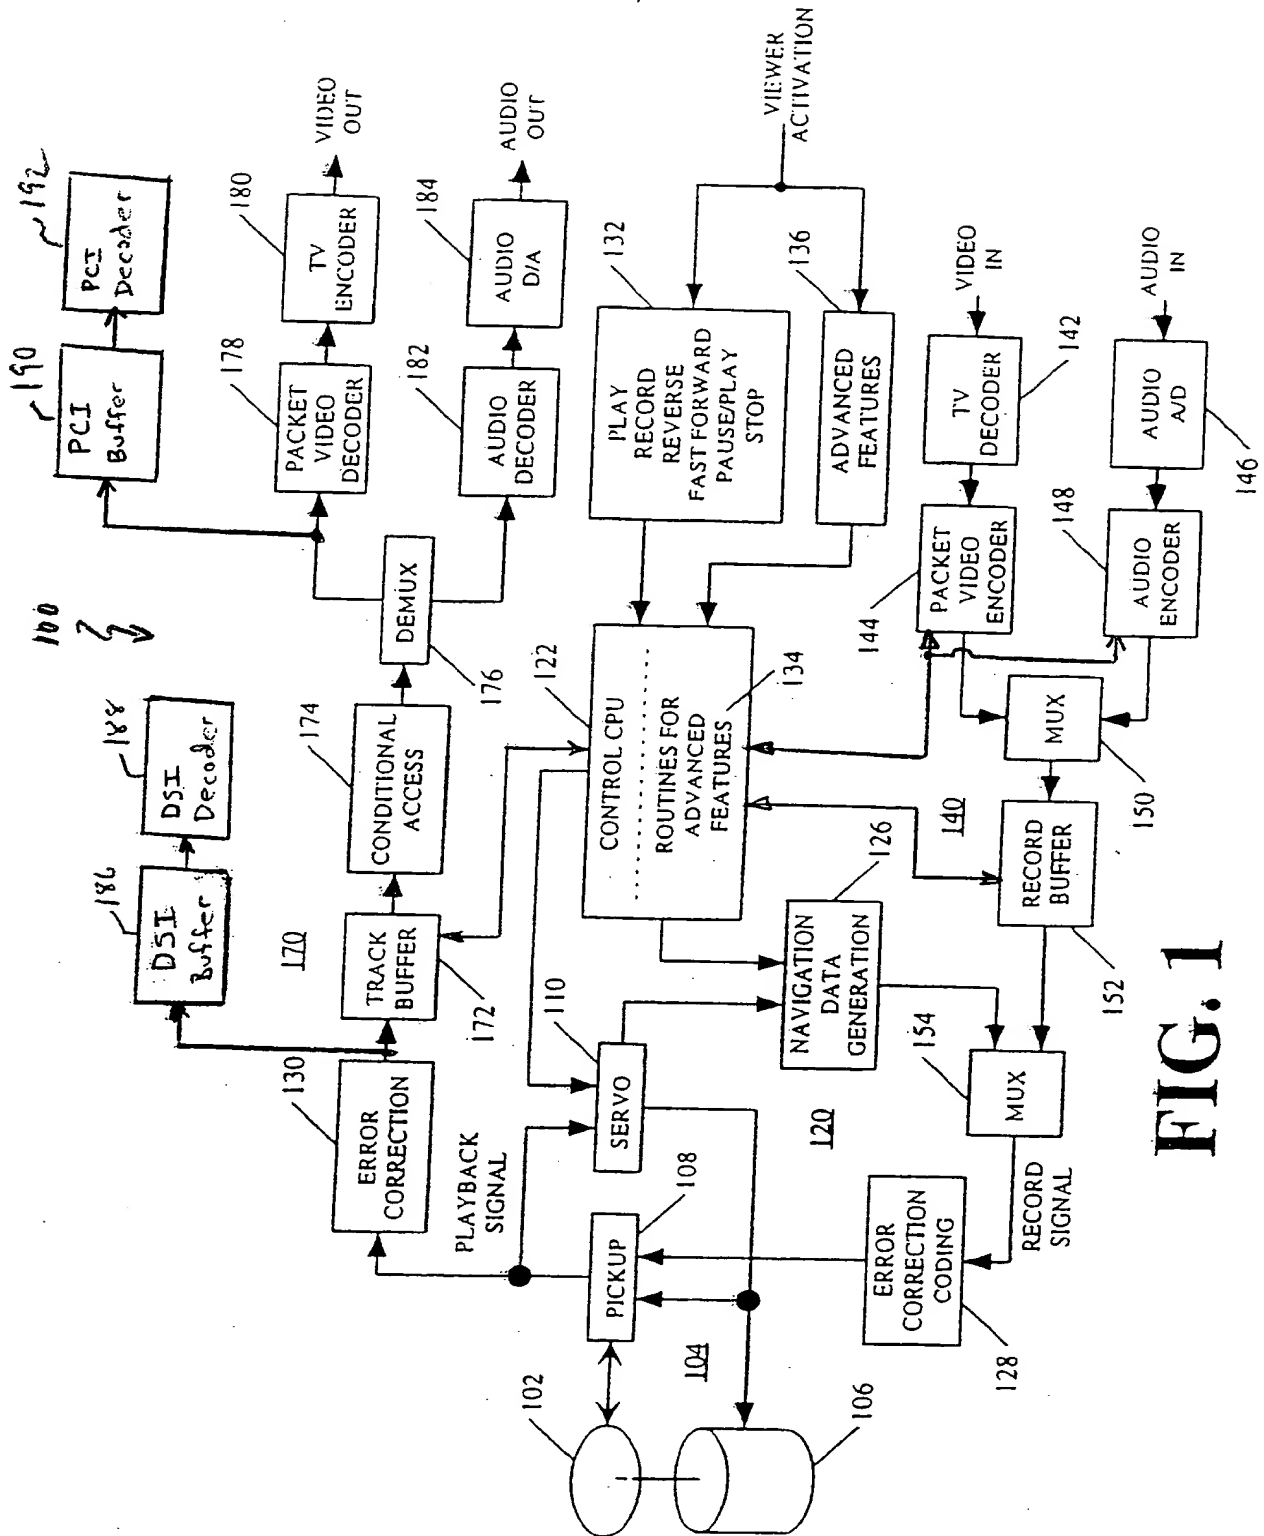 100
186
DSI
Buffer
188
DSI
Decoder
190
PCI
Buffer
192
PCI
Decoder
130
ERROR
CORRECTION
170
TRACK
BUFFER
172
174
CONDITIONAL
ACCESS
DEMUX
176
178
PACKET
VIDEO
DECODER
180
TV
ENCODER
VIDEO
OUT
182
AUDIO
DECODER
184
AUDIO
D/A
AUDIO
OUT
PLAYBACK
SIGNAL
102
PICKUP
108
104
106
110
SERVO
122
CONTROL CPU
ROUTINES FOR
ADVANCED
FEATURES
134
132
PLAY
RECORD
REVERSE
FAST FORWARD
PAUSE/PLAY
STOP
VIEWER
ACTIVATION
136
ADVANCED
FEATURES
120
126
NAVIGATION
DATA
GENERATION
140
144
PACKET
VIDEO
ENCODER
TV
DECODER
142
VIDEO
IN
148
AUDIO
ENCODER
AUDIO
A/D
146
AUDIO
IN
MUX
150
RECORD
BUFFER
152
154
MUX
RECORD
SIGNAL
ERROR
CORRECTION
CODING
128
FIG. 1